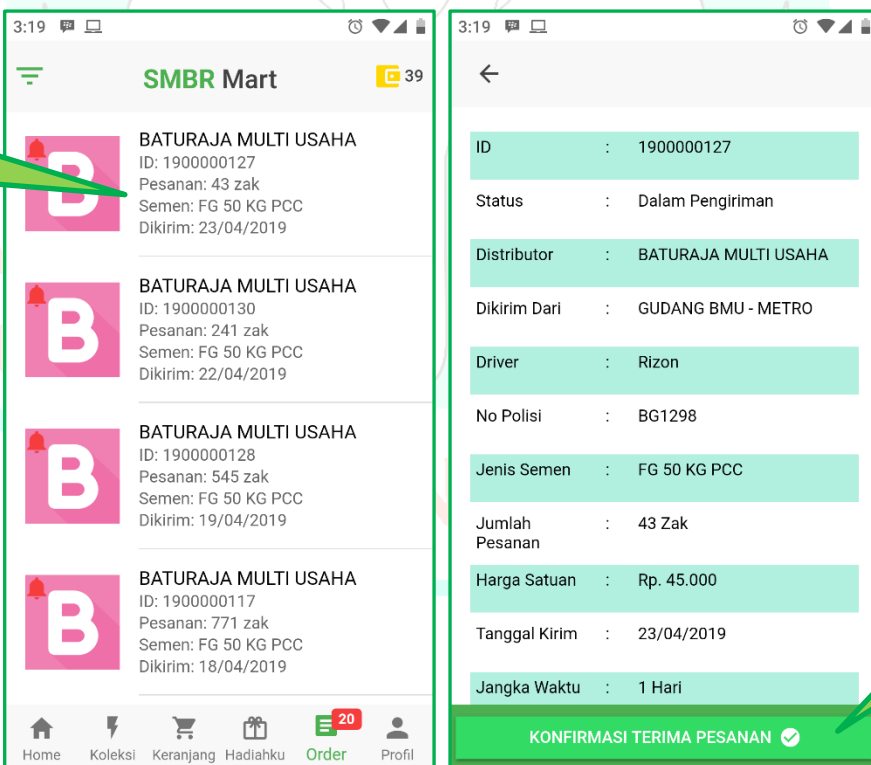 3:19
SMBR Mart
39
B
BATURAJA MULTI USAHA
ID: 1900000127
Pesanan: 43 zak
Semen: FG 50 KG PCC
Dikirim: 23/04/2019
B
BATURAJA MULTI USAHA
ID: 1900000130
Pesanan: 241 zak
Semen: FG 50 KG PCC
Dikirim: 22/04/2019
B
BATURAJA MULTI USAHA
ID: 1900000128
Pesanan: 545 zak
Semen: FG 50 KG PCC
Dikirim: 19/04/2019
B
BATURAJA MULTI USAHA
ID: 1900000117
Pesanan: 771 zak
Semen: FG 50 KG PCC
Dikirim: 18/04/2019
20
Home Koleksi Keranjang Hadiahku Order Profil
3:19
ID : 1900000127
Status : Dalam Pengiriman
Distributor : BATURAJA MULTI USAHA
Dikirim Dari : GUDANG BMU - METRO
Driver : Rizon
No Polisi : BG1298
Jenis Semen : FG 50 KG PCC
Jumlah : 43 Zak
Pesanan
Harga Satuan : Rp. 45.000
Tanggal Kirim : 23/04/2019
Jangka Waktu : 1 Hari
KONFIRMASI TERIMA PESANAN